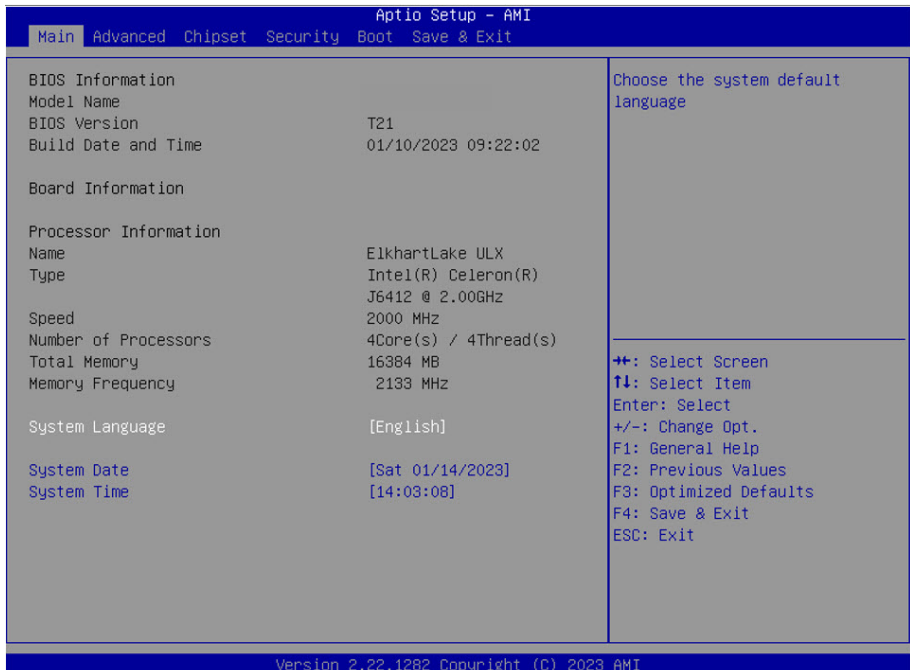 Aptio Setup – AMI
Main Advanced Chipset Security Boot Save & Exit
BIOS Information
Model Name
BIOS Version T21
Build Date and Time 01/10/2023 09:22:02
Board Information
Processor Information
Name ElkhartLake ULX
Type Intel(R) Celeron(R)
J6412 @ 2.00GHz
Speed 2000 MHz
Number of Processors 4Core(s) / 4Thread(s)
Total Memory 16384 MB
Memory Frequency 2133 MHz
System Language [English]
System Date [Sat 01/14/2023]
System Time [14:03:08]
Choose the system default
language
→←: Select Screen
↑↓: Select Item
Enter: Select
+/-: Change Opt.
F1: General Help
F2: Previous Values
F3: Optimized Defaults
F4: Save & Exit
ESC: Exit
Version 2.22.1282 Copyright (C) 2023 AMI